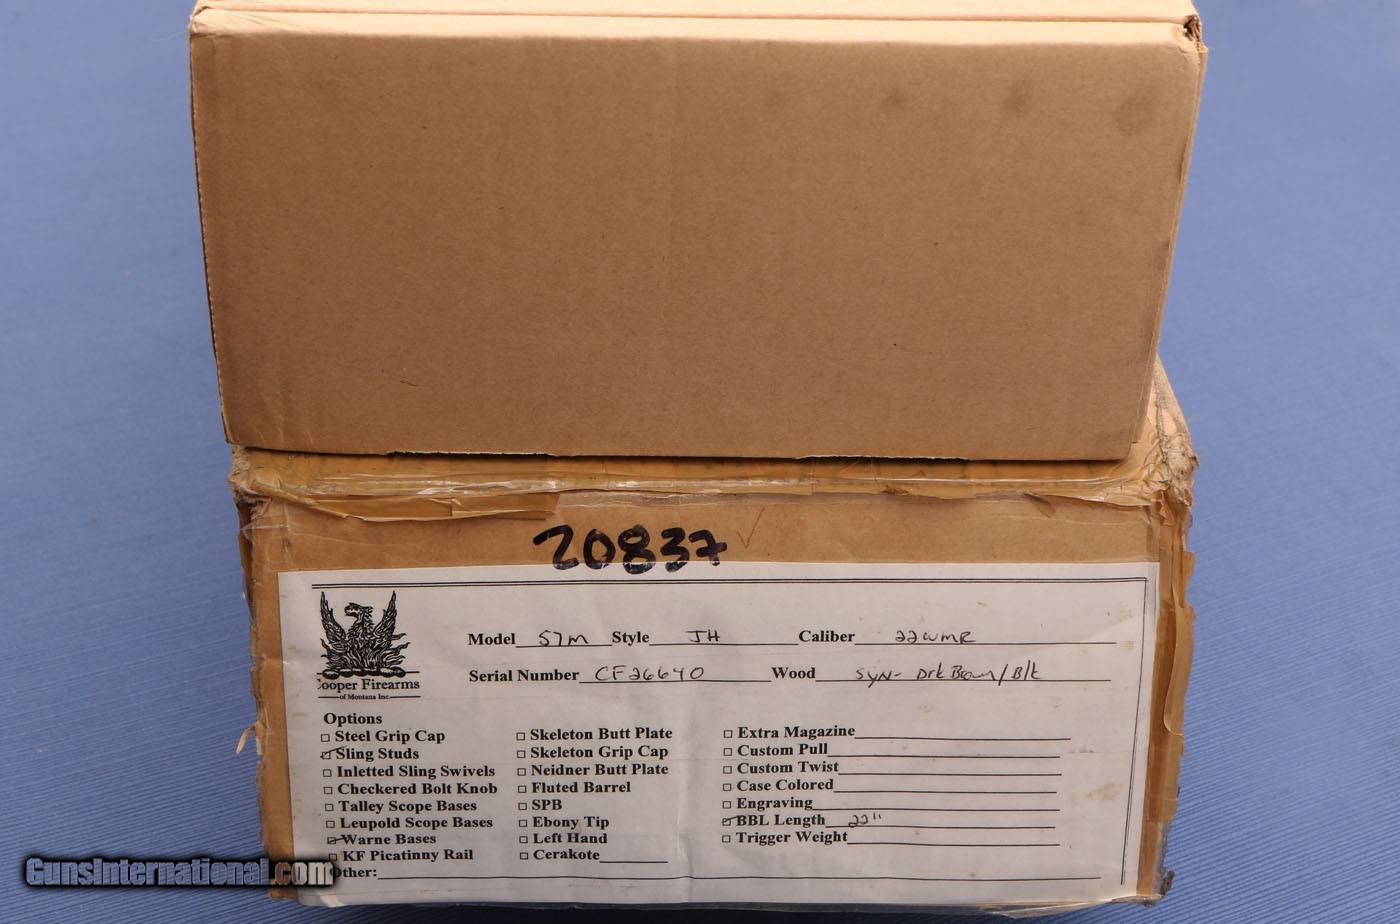 20837
Cooper Firearms
of Montana Inc.
Model 57M Style JH Caliber 22WMR
Serial Number CF26640 Wood SYN- Drk Brown/Blk
Options
Steel Grip Cap
Sling Studs
Inletted Sling Swivels
Checkered Bolt Knob
Talley Scope Bases
Leupold Scope Bases
Warne Bases
KF Picatinny Rail
Other:
Skeleton Butt Plate
Skeleton Grip Cap
Neidner Butt Plate
Fluted Barrel
SPB
Ebony Tip
Left Hand
Cerakote
Extra Magazine
Custom Pull
Custom Twist
Case Colored
Engraving
BBL Length 22"
Trigger Weight
GunsInternational.com